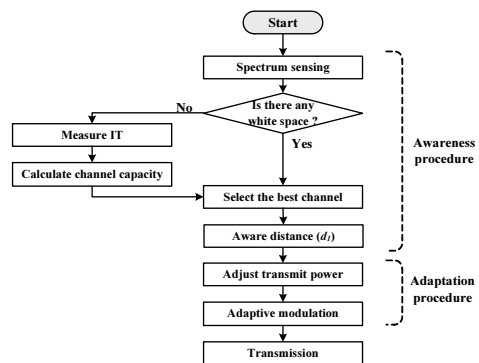 Start
Spectrum sensing
Is there any
white space ?
No
Yes
Measure IT
Calculate channel capacity
Select the best channel
Aware distance (d1)
Adjust transmit power
Adaptive modulation
Transmission
Awareness
procedure
Adaptation
procedure